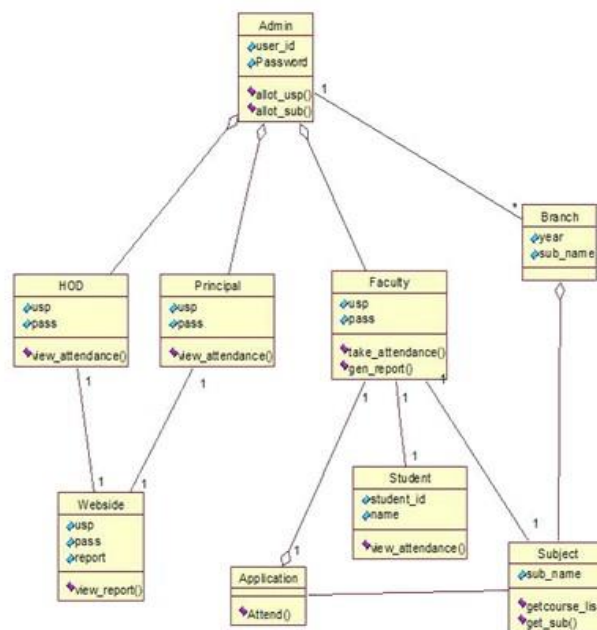 Admin
user_id
Password
allot_usp()
allot_sub()
1
*
Branch
year
sub_name
HOD
usp
pass
view_attendance()
Principal
usp
pass
view_attendance()
Faculty
usp
pass
take_attendance()
gen_report()
1
1
1
1
1
1
1
1
1
1
Webside
usp
pass
report
view_report()
Student
student_id
name
view_attendance()
1
Application
Attend()
Subject
sub_name
getcourse_lis
get_sub()